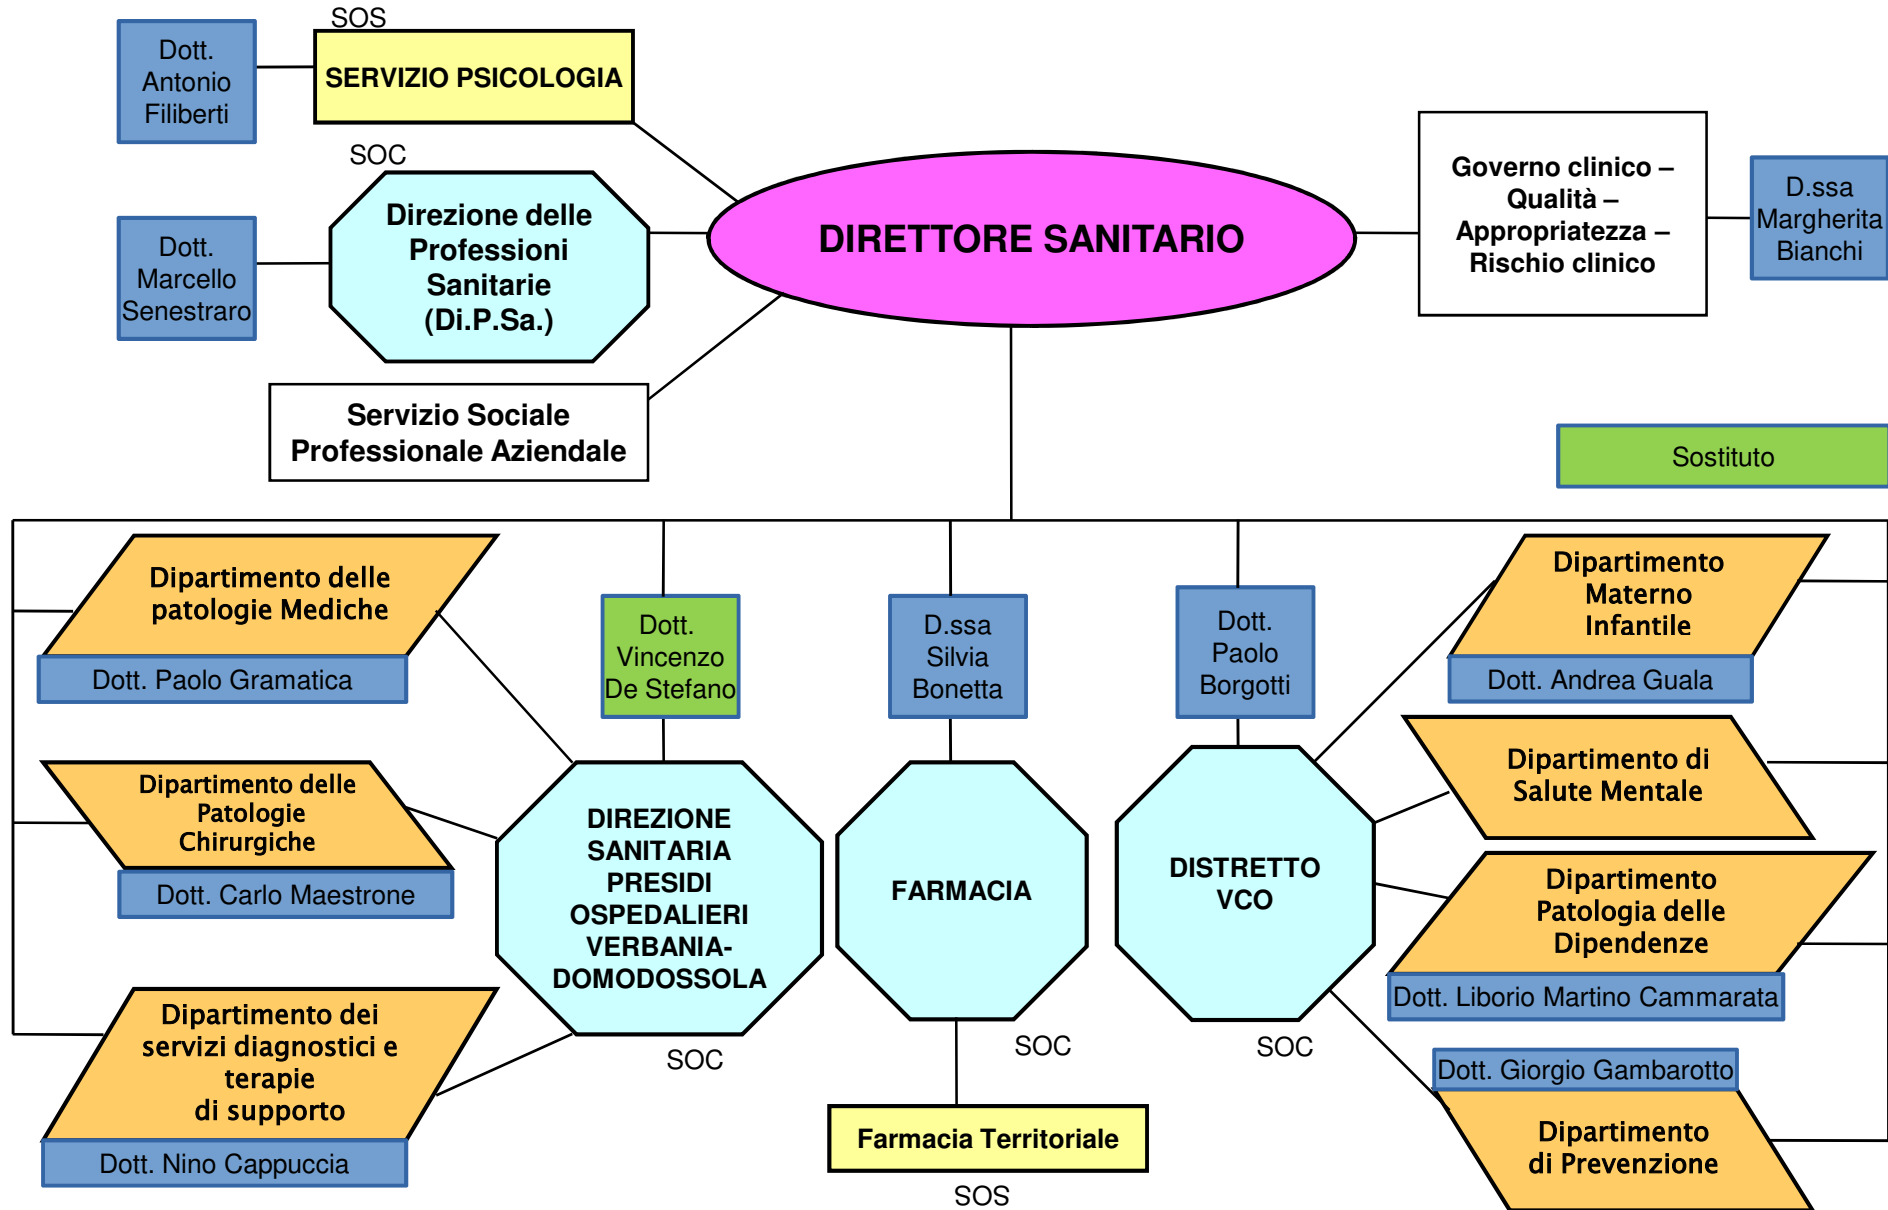 SOS
Dott.
Antonio
Filiberti
SERVIZIO PSICOLOGIA
SOC
Dott.
Marcello
Senestraro
Direzione delle
Professioni
Sanitarie
(Di.P.Sa.)
DIRETTORE SANITARIO
Governo clinico –
Qualità –
Appropriatezza –
Rischio clinico
D.ssa
Margherita
Bianchi
Servizio Sociale
Professionale Aziendale
Sostituto
Dipartimento delle
patologie Mediche
Dott. Paolo Gramatica
Dott.
Vincenzo
De Stefano
D.ssa
Silvia
Bonetta
Dott.
Paolo
Borgotti
Dipartimento
Materno
Infantile
Dott. Andrea Guala
Dipartimento delle
Patologie
Chirurgiche
Dott. Carlo Maestrone
DIREZIONE
SANITARIA
PRESIDI
OSPEDALIERI
VERBANIA-
DOMODOSSOLA
SOC
FARMACIA
SOC
DISTRETTO
VCO
SOC
Dipartimento di
Salute Mentale
Dipartimento
Patologia delle
Dipendenze
Dott. Liborio Martino Cammarata
Dipartimento dei
servizi diagnostici e
terapie
di supporto
Dott. Nino Cappuccia
Farmacia Territoriale
SOS
Dott. Giorgio Gambarotto
Dipartimento
di Prevenzione